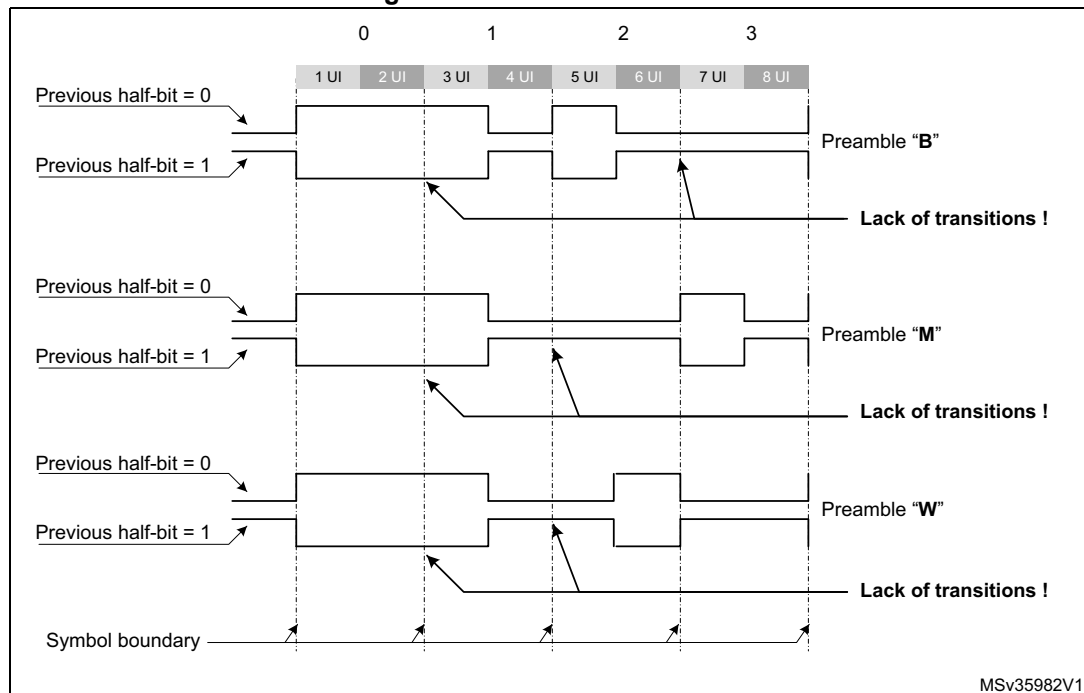 0 1 2 3
1 UI 2 UI 3 UI 4 UI 5 UI 6 UI 7 UI 8 UI
Previous half-bit = 0
Preamble “B”
Previous half-bit = 1
Lack of transitions !
Previous half-bit = 0
Preamble “M”
Previous half-bit = 1
Lack of transitions !
Previous half-bit = 0
Preamble “W”
Previous half-bit = 1
Lack of transitions !
Symbol boundary
MSv35982V1